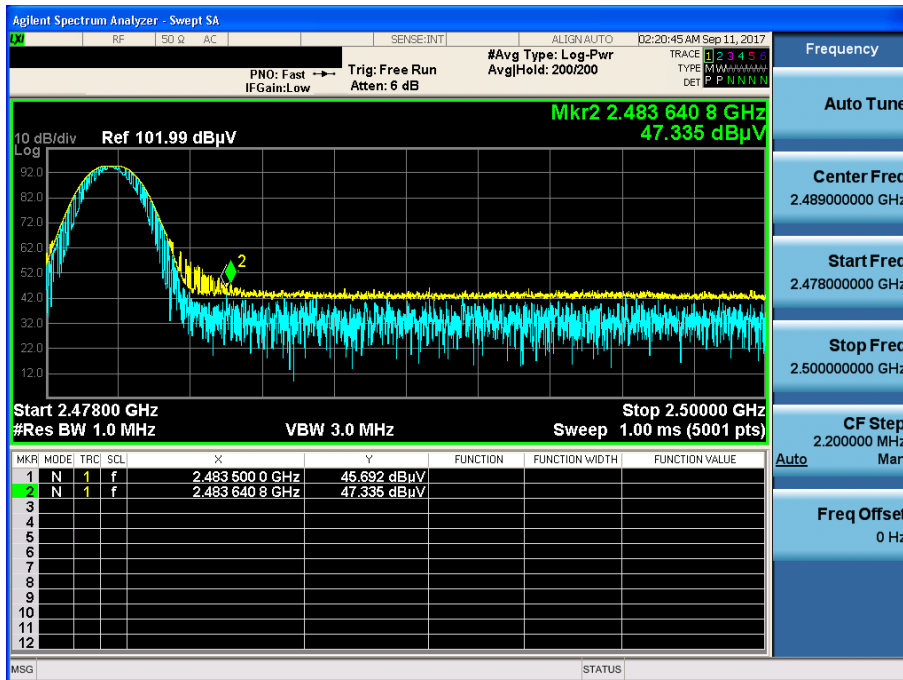 Agilent Spectrum Analyzer - Swept SA
LXI RF 50 Ω AC SENSE:INT ALIGN AUTO 02:20:45 AM Sep 11, 2017
PNO: Fast
IFGain:Low
Trig: Free Run
Atten: 6 dB
#Avg Type: Log-Pwr
Avg|Hold: 200/200
TRACE 1 2 3 4 5 6
TYPE M W W W W W
DET P P N N N N
Frequency
Mkr2 2.483 640 8 GHz
47.335 dBµV
10 dB/div Ref 101.99 dBµV
Log
92.0
82.0
72.0
62.0
52.0
42.0
32.0
22.0
12.0
2
Start 2.47800 GHz Stop 2.50000 GHz
#Res BW 1.0 MHz VBW 3.0 MHz Sweep 1.00 ms (5001 pts)
MKR MODE TRC SCL X Y FUNCTION FUNCTION WIDTH FUNCTION VALUE
1 N 1 f 2.483 500 0 GHz 45.692 dBµV
2 N 1 f 2.483 640 8 GHz 47.335 dBµV
3
4
5
6
7
8
9
10
11
12
Auto Tune
Center Freq
2.489000000 GHz
Start Freq
2.478000000 GHz
Stop Freq
2.500000000 GHz
CF Step
2.200000 MHz
Auto Man
Freq Offset
0 Hz
MSG STATUS